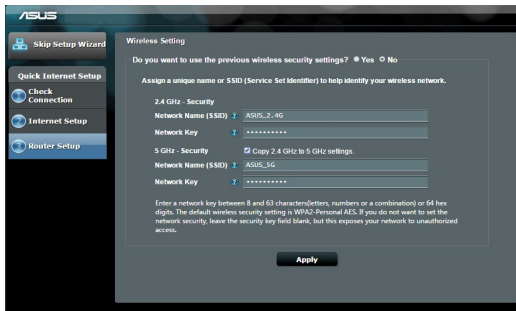 ASUS
Skip Setup Wizard
Quick Internet Setup
1 Check Connection
2 Internet Setup
3 Router Setup
Wireless Setting
Do you want to use the previous wireless security settings? Yes No
Assign a unique name or SSID (Service Set Identifier) to help identify your wireless network.
2.4 GHz - Security
Network Name (SSID) ? ASUS_2.4G
Network Key ? ••••••••••
5 GHz - Security Copy 2.4 GHz to 5 GHz settings.
Network Name (SSID) ? ASUS_5G
Network Key ? ••••••••••
Enter a network key between 8 and 63 characters(letters, numbers or a combination) or 64 hex
digits. The default wireless security setting is WPA2-Personal AES. If you do not want to set the
network security, leave the security key field blank, but this exposes your network to unauthorized
access.
Apply